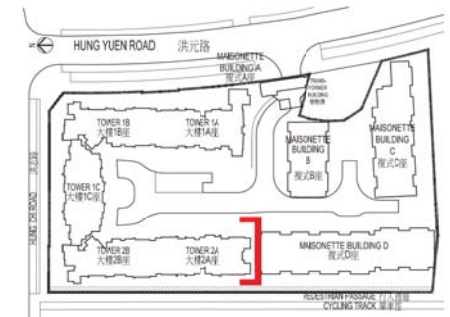 N
HUNG YUEN ROAD 洪元路
MAISONETTE
BUILDING A
複式A座
TRANS-
FORMER
BUILDING
TOWER 1B
大樓1B座
TOWER 1A
大樓1A座
MAISONETTE
BUILDING
B
複式B座
MAISONETTE
BUILDING
C
複式C座
TOWER 1C
大樓1C座
HUNG CHI ROAD
TOWER 2B
大樓2B座
TOWER 2A
大樓2A座
MAISONETTE BUILDING D
複式D座
PEDESTRIAN PASSAGE
CYCLING TRACK